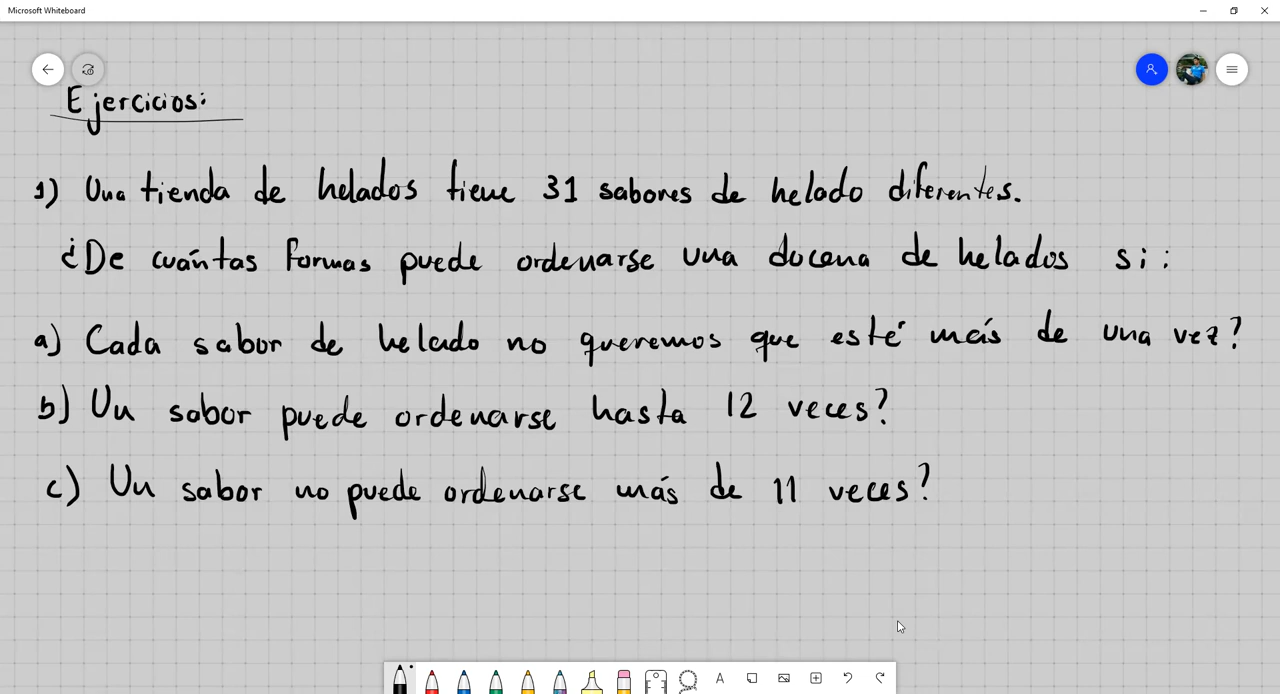 Microsoft Whiteboard
Ejercicios:
1) Una tienda de helados tiene 31 sabores de helado diferentes.
¿De cuántas formas puede ordenarse una docena de helados si:
a) Cada sabor de helado no queremos que esté más de una vez?
b) Un sabor puede ordenarse hasta 12 veces?
c) Un sabor no puede ordenarse más de 11 veces?
A